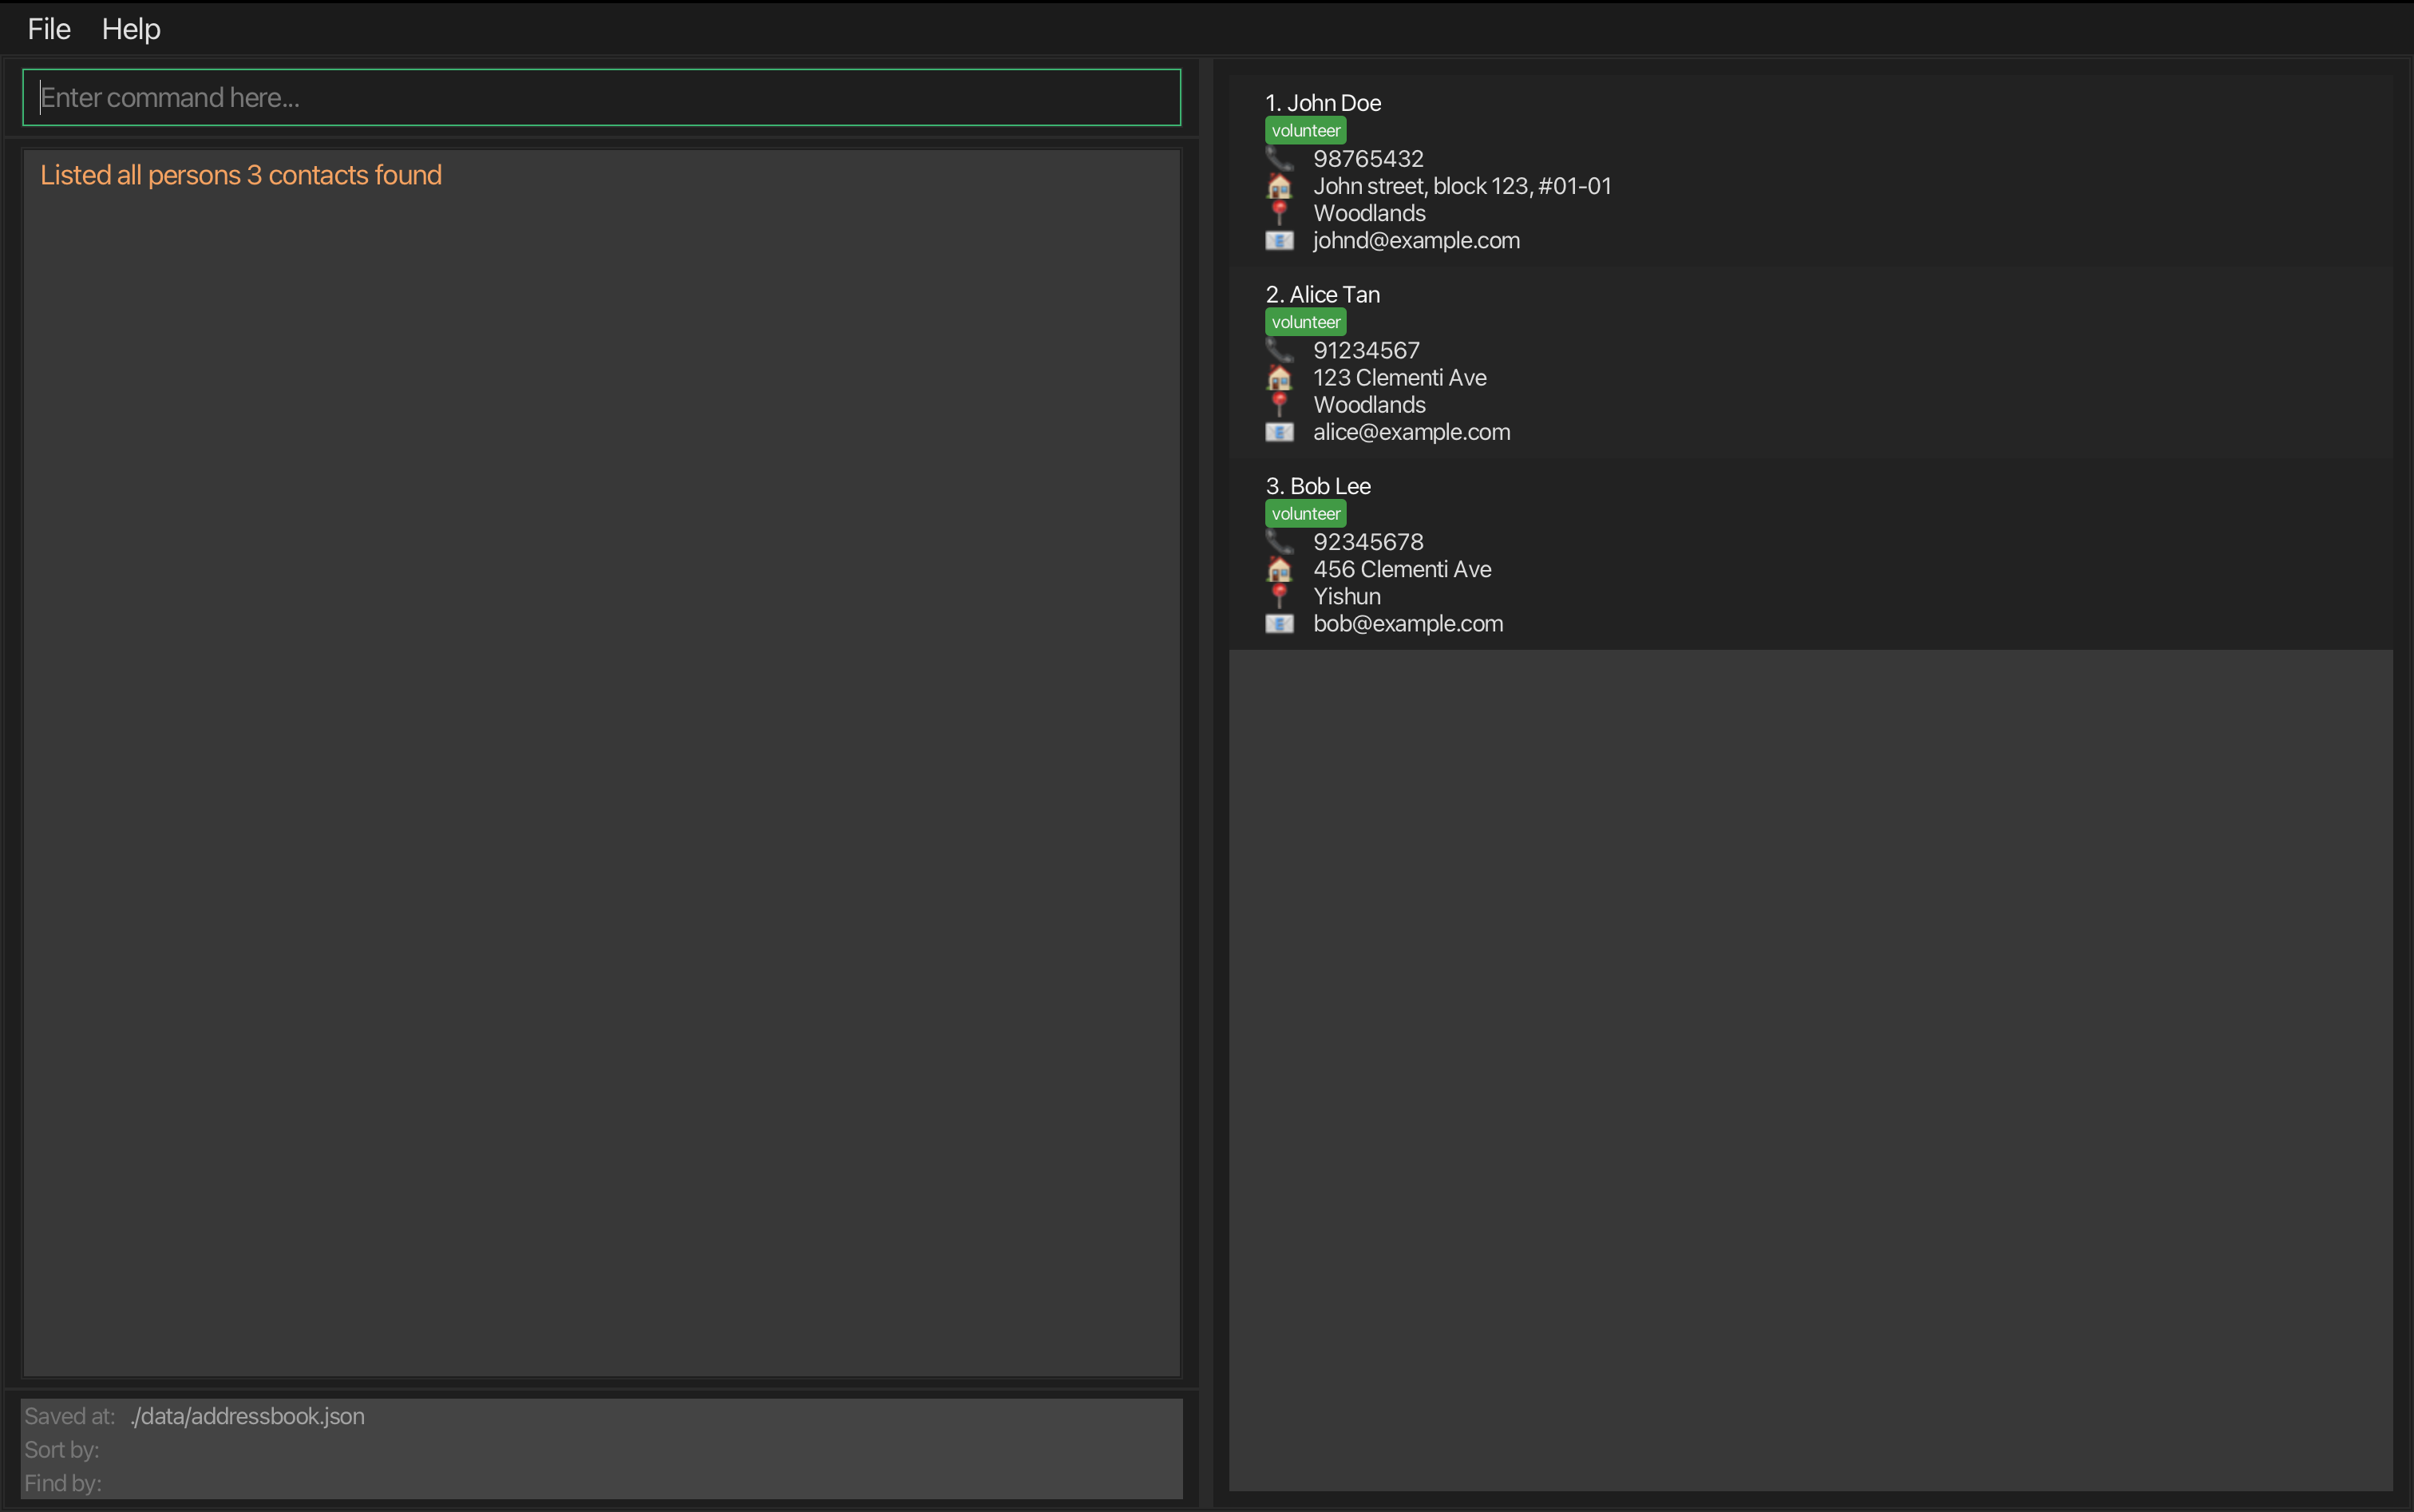 File Help
Enter command here...
Listed all persons 3 contacts found
Saved at: ./data/addressbook.json
Sort by:
Find by:
1. John Doe
volunteer
98765432
John street, block 123, #01-01
Woodlands
johnd@example.com
2. Alice Tan
volunteer
91234567
123 Clementi Ave
Woodlands
alice@example.com
3. Bob Lee
volunteer
92345678
456 Clementi Ave
Yishun
bob@example.com